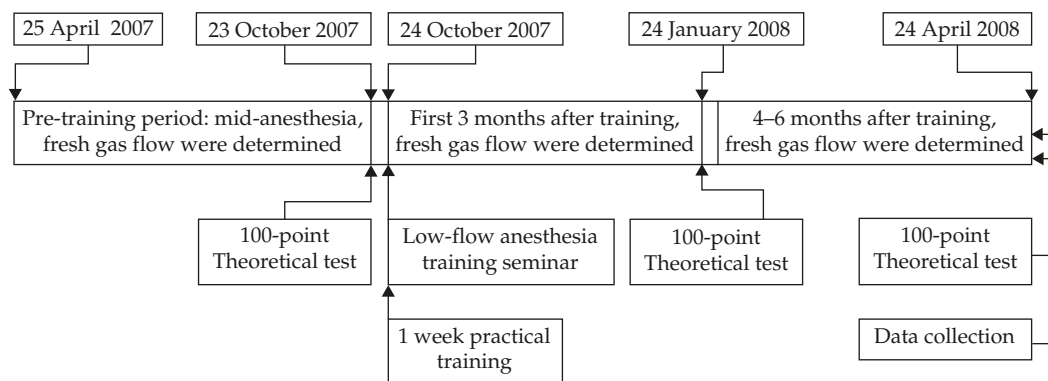 25 April 2007
23 October 2007
24 October 2007
24 January 2008
24 April 2008
Pre-training period: mid-anesthesia,
fresh gas flow were determined
First 3 months after training,
fresh gas flow were determined
4–6 months after training,
fresh gas flow were determined
100-point
Theoretical test
Low-flow anesthesia
training seminar
100-point
Theoretical test
100-point
Theoretical test
1 week practical
training
Data collection